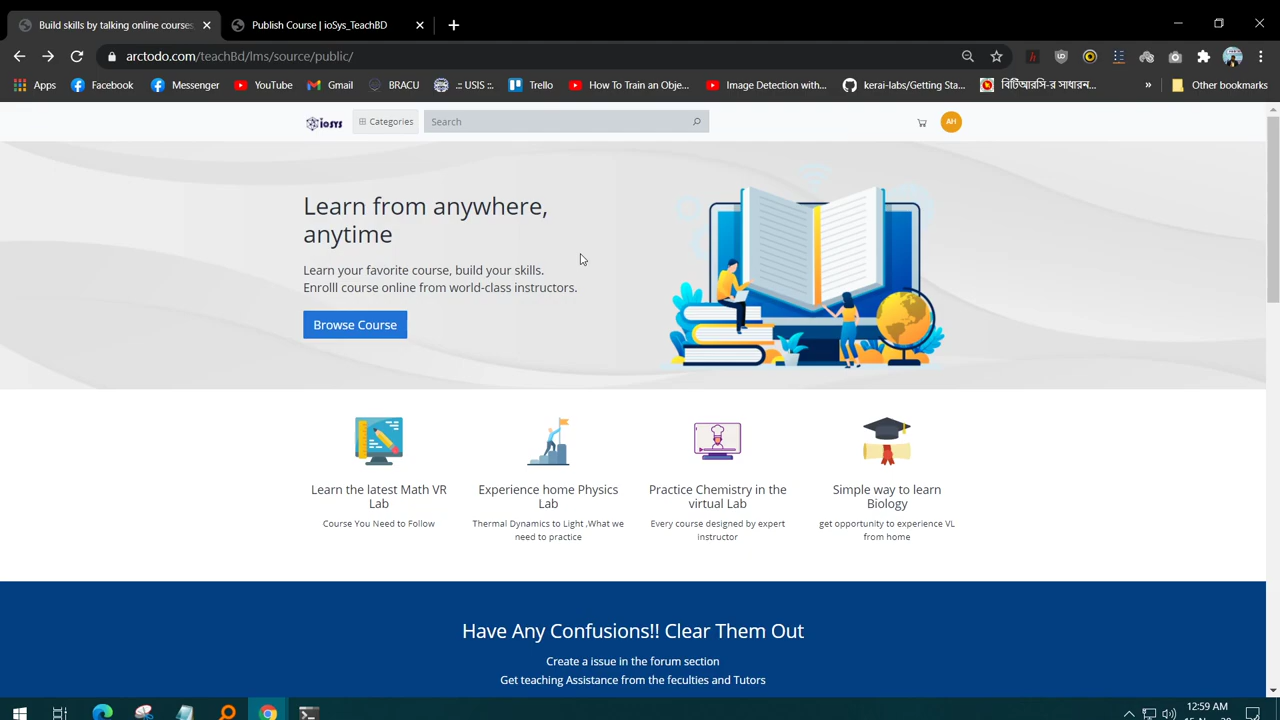 Build skills by talking online courses
Publish Course | ioSys_TeachBD
arctodo.com/teachBd/lms/source/public/
Apps
Facebook
Messenger
YouTube
Gmail
BRACU
.:: USIS ::.
Trello
How To Train an Obje...
Image Detection with...
kerai-labs/Getting Sta...
বিটিআরসি-র সাধারন...
»
Other bookmarks
iosys
Categories
Search
AH
Learn from anywhere,
anytime
Learn your favorite course, build your skills.
Enrolll course online from world-class instructors.
Browse Course
Learn the latest Math VR
Lab
Course You Need to Follow
Experience home Physics
Lab
Thermal Dynamics to Light ,What we
need to practice
Practice Chemistry in the
virtual Lab
Every course designed by expert
instructor
Simple way to learn
Biology
get opportunity to experience VL
from home
Have Any Confusions!! Clear Them Out
Create a issue in the forum section
Get teaching Assistance from the feculties and Tutors
12:59 AM